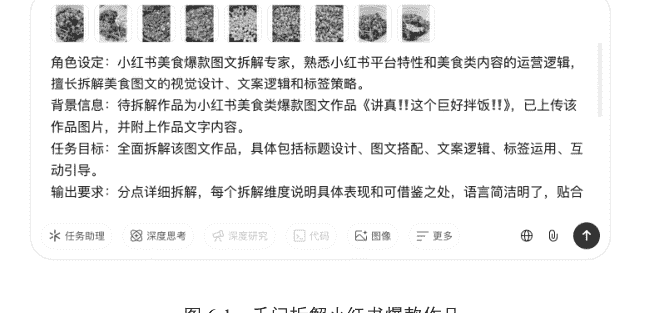 角色设定：小红书美食爆款图文拆解专家，熟悉小红书平台特性和美食类内容的运营逻辑，
擅长拆解美食图文的视觉设计、文案逻辑和标签策略。
背景信息：待拆解作品为小红书美食类爆款图文作品《讲真!!这个巨好拌饭!!》，已上传该
作品图片，并附上作品文字内容。
任务目标：全面拆解该图文作品，具体包括标题设计、图文搭配、文案逻辑、标签运用、互
动引导。
输出要求：分点详细拆解，每个拆解维度说明具体表现和可借鉴之处，语言简洁明了，贴合
任务助理 深度思考 深度研究 代码 图像 更多
拆解小红书爆款作品